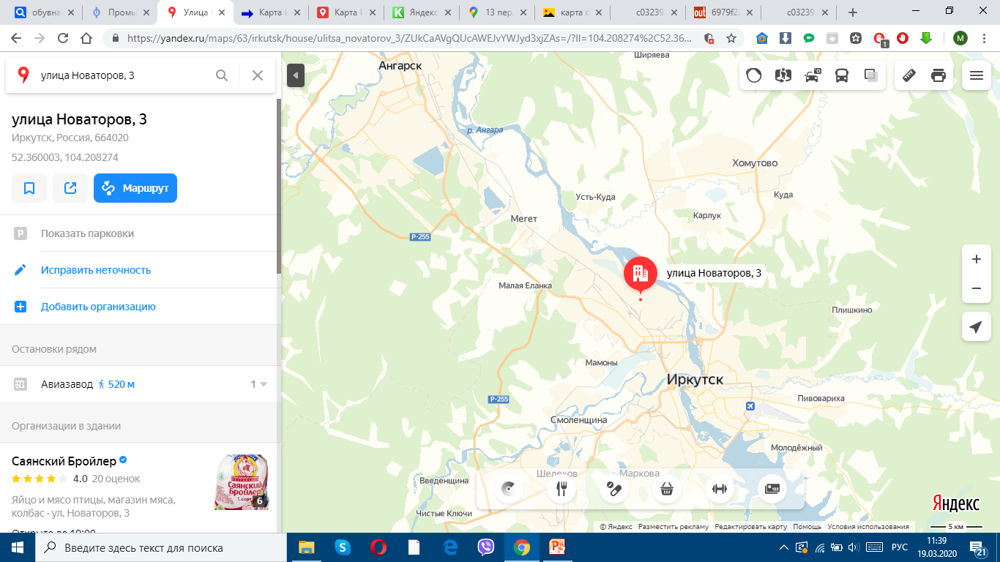 обувна
Промы
Улица
Карта И
Карта И
Яндекс
13 пер
карта с
c03239
6979f2
c03239
https://yandex.ru/maps/63/irkutsk/house/ulitsa_novatorov_3/ZUkCaAVgQUcAWEJvYWJyd3xjZAs=/?ll=104.208274%2C52.36...
1
M
улица Новаторов, 3
улица Новаторов, 3
Иркутск, Россия, 664020
52.360003, 104.208274
Маршрут
Показать парковки
Исправить неточность
Добавить организацию
Остановки рядом
Авиазавод 520 м 1
Организации в здании
Саянский Бройлер
4.0 20 оценок
Яйцо и мясо птицы, магазин мяса,
колбас · ул. Новаторов, 3
Открыто до 19:00
Саянский
бройлер
6
Ангарск
Ширяева
р. Ангара
Хомутово
Куда
Усть-Куда
Карлук
Мегет
Р-255
улица Новаторов, 3
Малая Еланка
Плишкино
Мамоны
Иркутск
Р-255
Пивовариха
Смоленщина
Молодёжный
Шелехов
Маркова
Введенщина
Чистые Ключи
Яндекс
© Яндекс Разместить рекламу Редактировать карту Помощь Условия использования
5 км
Введите здесь текст для поиска
РУС
11:39
19.03.2020
21